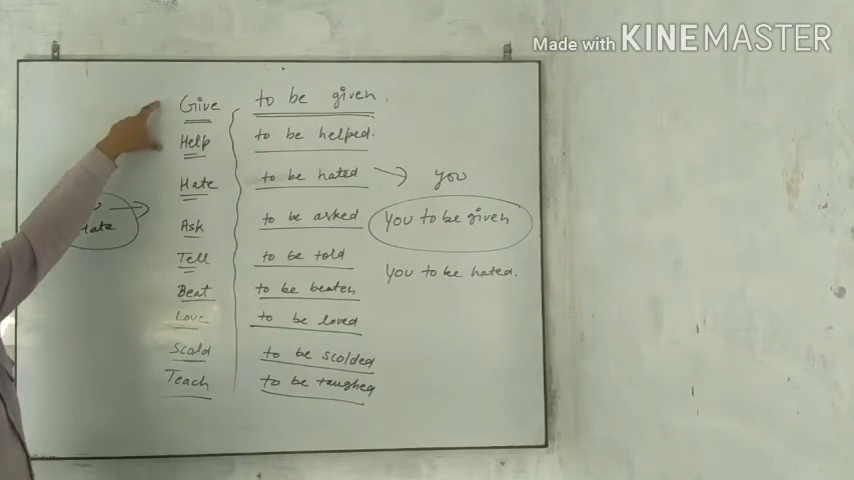 Made with KINEMASTER
Give to be given.
Help to be helped.
Hate to be hated → you
Ask to be asked You to be given
Tell to be told
You to be hated.
Beat to be beaten
Love to be loved
Scald to be scolded
Teach to be taughed